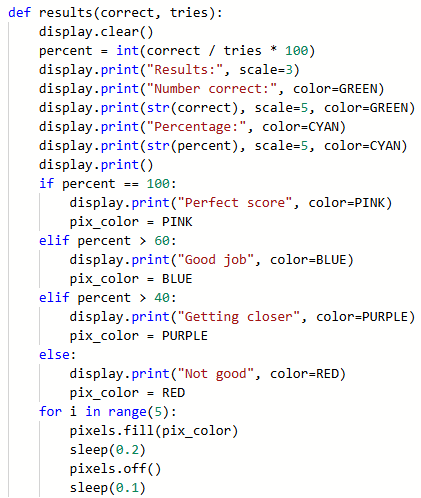 def results(correct, tries):
    display.clear()
    percent = int(correct / tries * 100)
    display.print("Results:", scale=3)
    display.print("Number correct:", color=GREEN)
    display.print(str(correct), scale=5, color=GREEN)
    display.print("Percentage:", color=CYAN)
    display.print(str(percent), scale=5, color=CYAN)
    display.print()
    if percent == 100:
        display.print("Perfect score", color=PINK)
        pix_color = PINK
    elif percent > 60:
        display.print("Good job", color=BLUE)
        pix_color = BLUE
    elif percent > 40:
        display.print("Getting closer", color=PURPLE)
        pix_color = PURPLE
    else:
        display.print("Not good", color=RED)
        pix_color = RED
    for i in range(5):
        pixels.fill(pix_color)
        sleep(0.2)
        pixels.off()
        sleep(0.1)